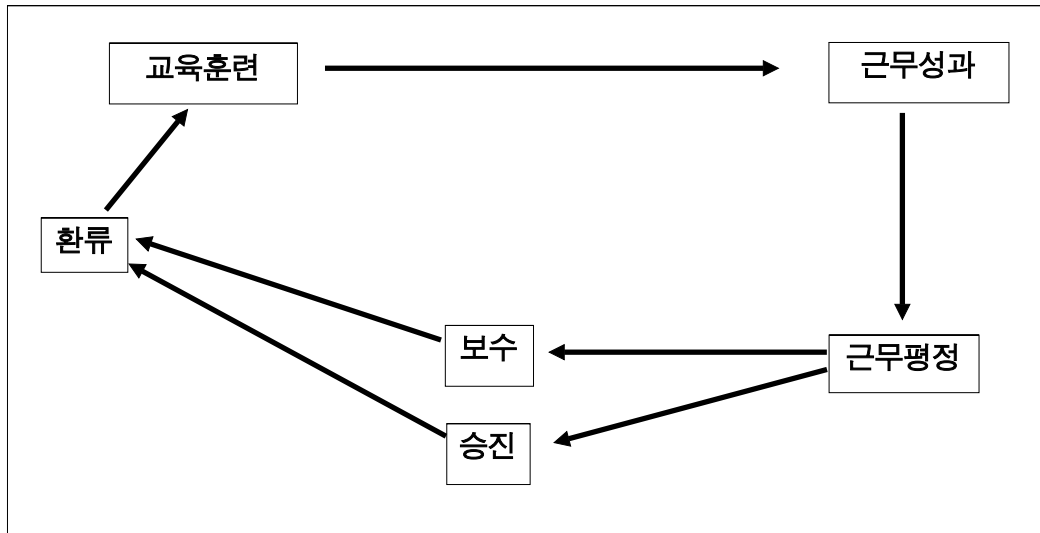 교육훈련
근무성과
환류
보수
근무평정
승진